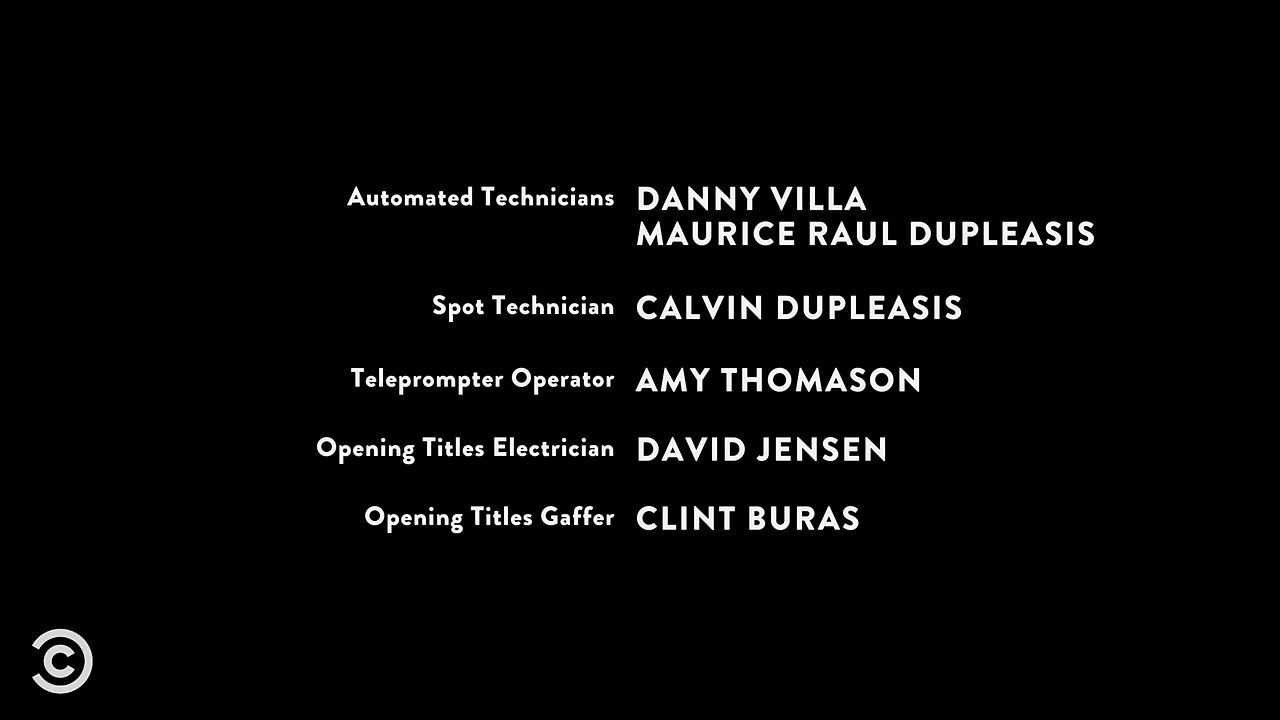 Automated Technicians DANNY VILLA
MAURICE RAUL DUPLEASIS
Spot Technician CALVIN DUPLEASIS
Teleprompter Operator AMY THOMASON
Opening Titles Electrician DAVID JENSEN
Opening Titles Gaffer CLINT BURAS